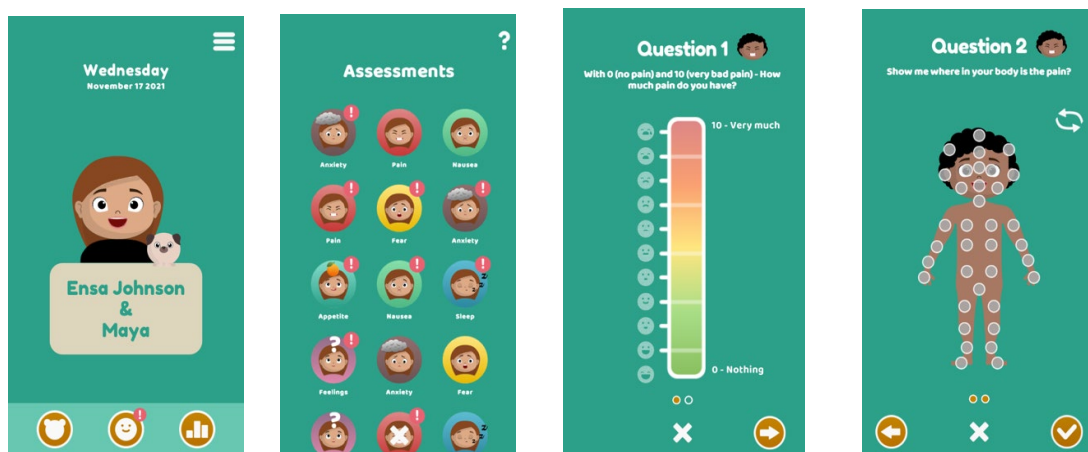 Wednesday
November 17 2021
Ensa Johnson
&
Maya
!
?
Assessments
! 
Anxiety Pain Nausea
! ! !
Pain Fear Anxiety
! ! !
Appetite Nausea Sleep
? !
Feelings Anxiety Fear
? !
Question 1
With 0 (no pain) and 10 (very bad pain) - How
much pain do you have?
10 - Very much
0 - Nothing
Question 2
Show me where in your body is the pain?